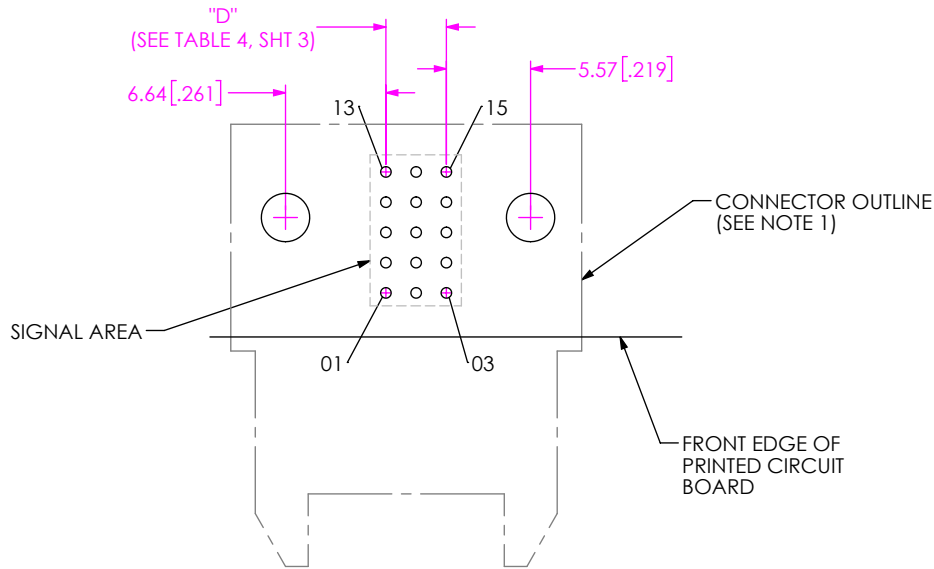 "D"
(SEE TABLE 4, SHT 3)
6.64[.261]
5.57[.219]
13
15
CONNECTOR OUTLINE
(SEE NOTE 1)
SIGNAL AREA
01
03
FRONT EDGE OF
PRINTED CIRCUIT
BOARD